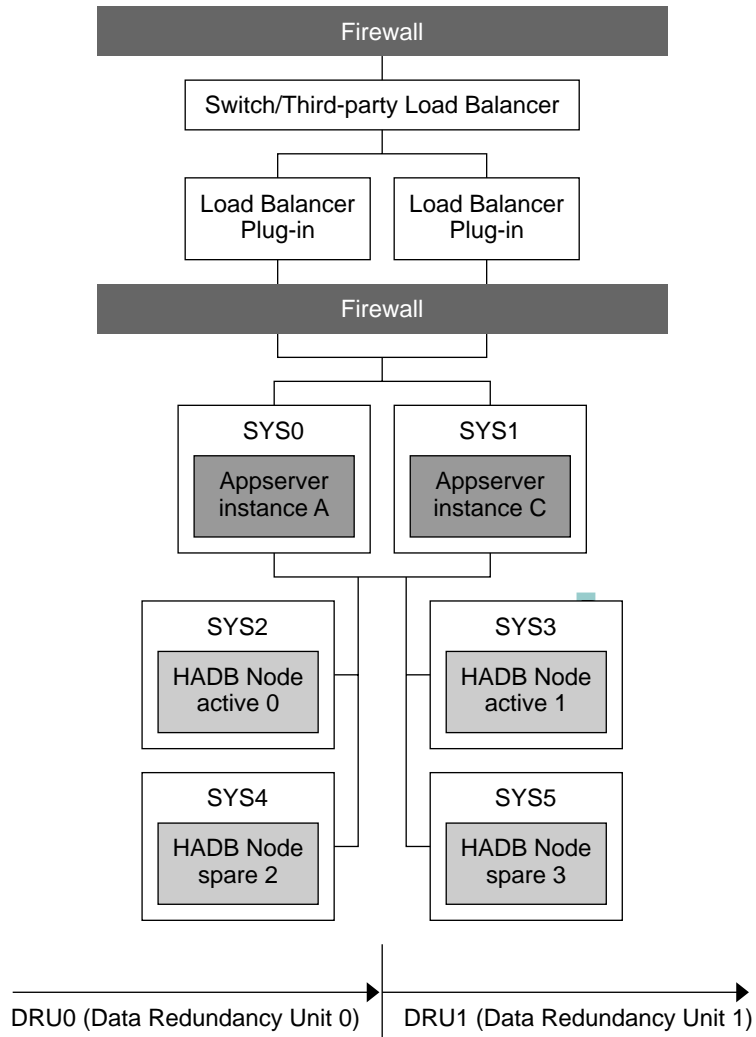 Firewall
Switch/Third-party Load Balancer
Load Balancer
Plug-in
Load Balancer
Plug-in
Firewall
SYS0
Appserver
instance A
SYS1
Appserver
instance C
SYS2
HADB Node
active 0
SYS3
HADB Node
active 1
SYS4
HADB Node
spare 2
SYS5
HADB Node
spare 3
DRU0 (Data Redundancy Unit 0)
DRU1 (Data Redundancy Unit 1)